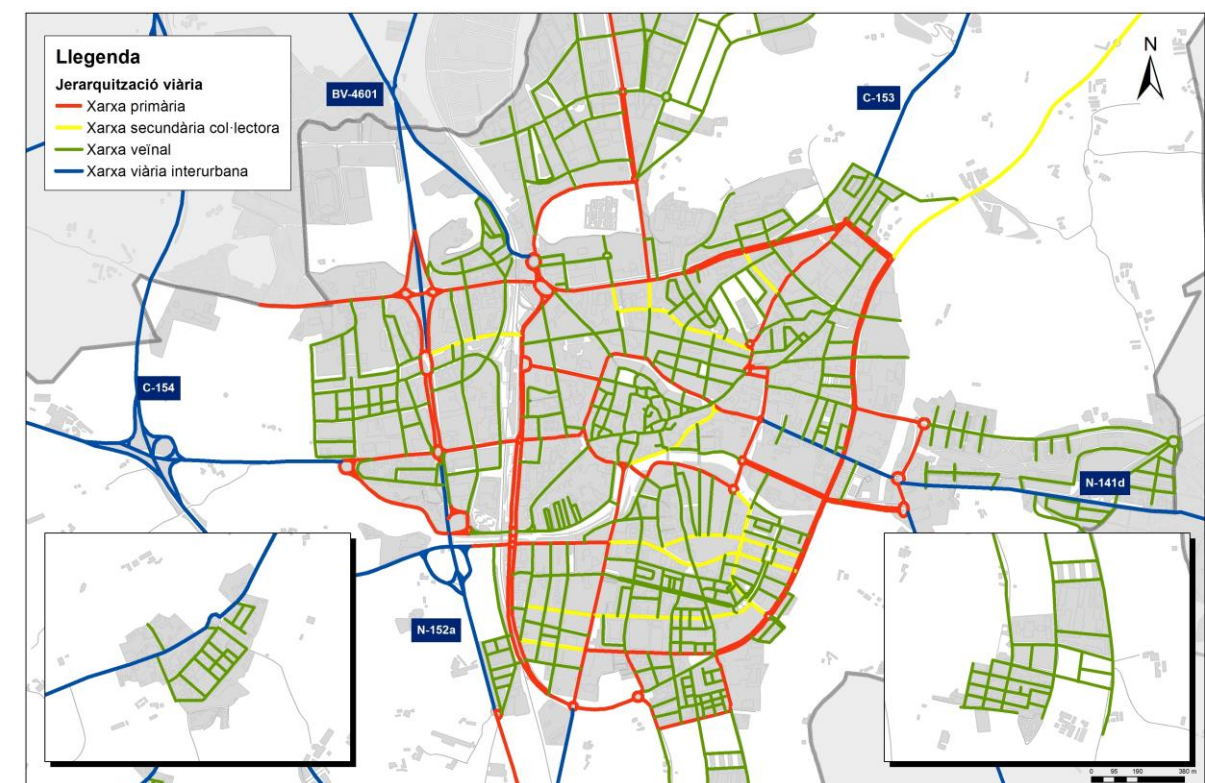 Llegenda
Jerarquització viària
Xarxa primària
Xarxa secundària col·lectora
Xarxa veïnal
Xarxa viària interurbana
BV-4601
C-153
N
C-154
N-141d
N-152a
0 95 190 380 m